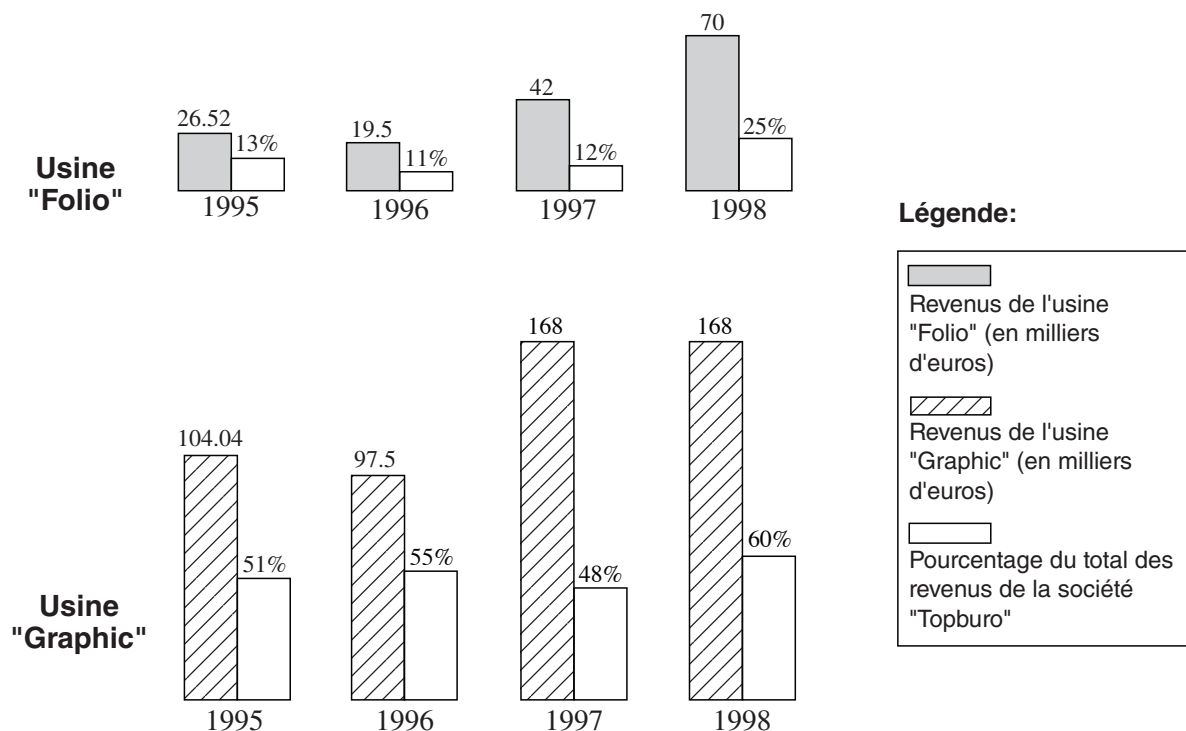 70
42
26.52
19.5
25%
13%
12%
11%
Usine
"Folio"
1995
1996
1997
1998
Légende:
Revenus de l'usine
"Folio" (en milliers
d'euros)
Revenus de l'usine
"Graphic" (en milliers
d'euros)
Pourcentage du total des
revenus de la société
"Topburo"
168
168
104.04
97.5
60%
55%
51%
48%
Usine
"Graphic"
1995
1996
1997
1998